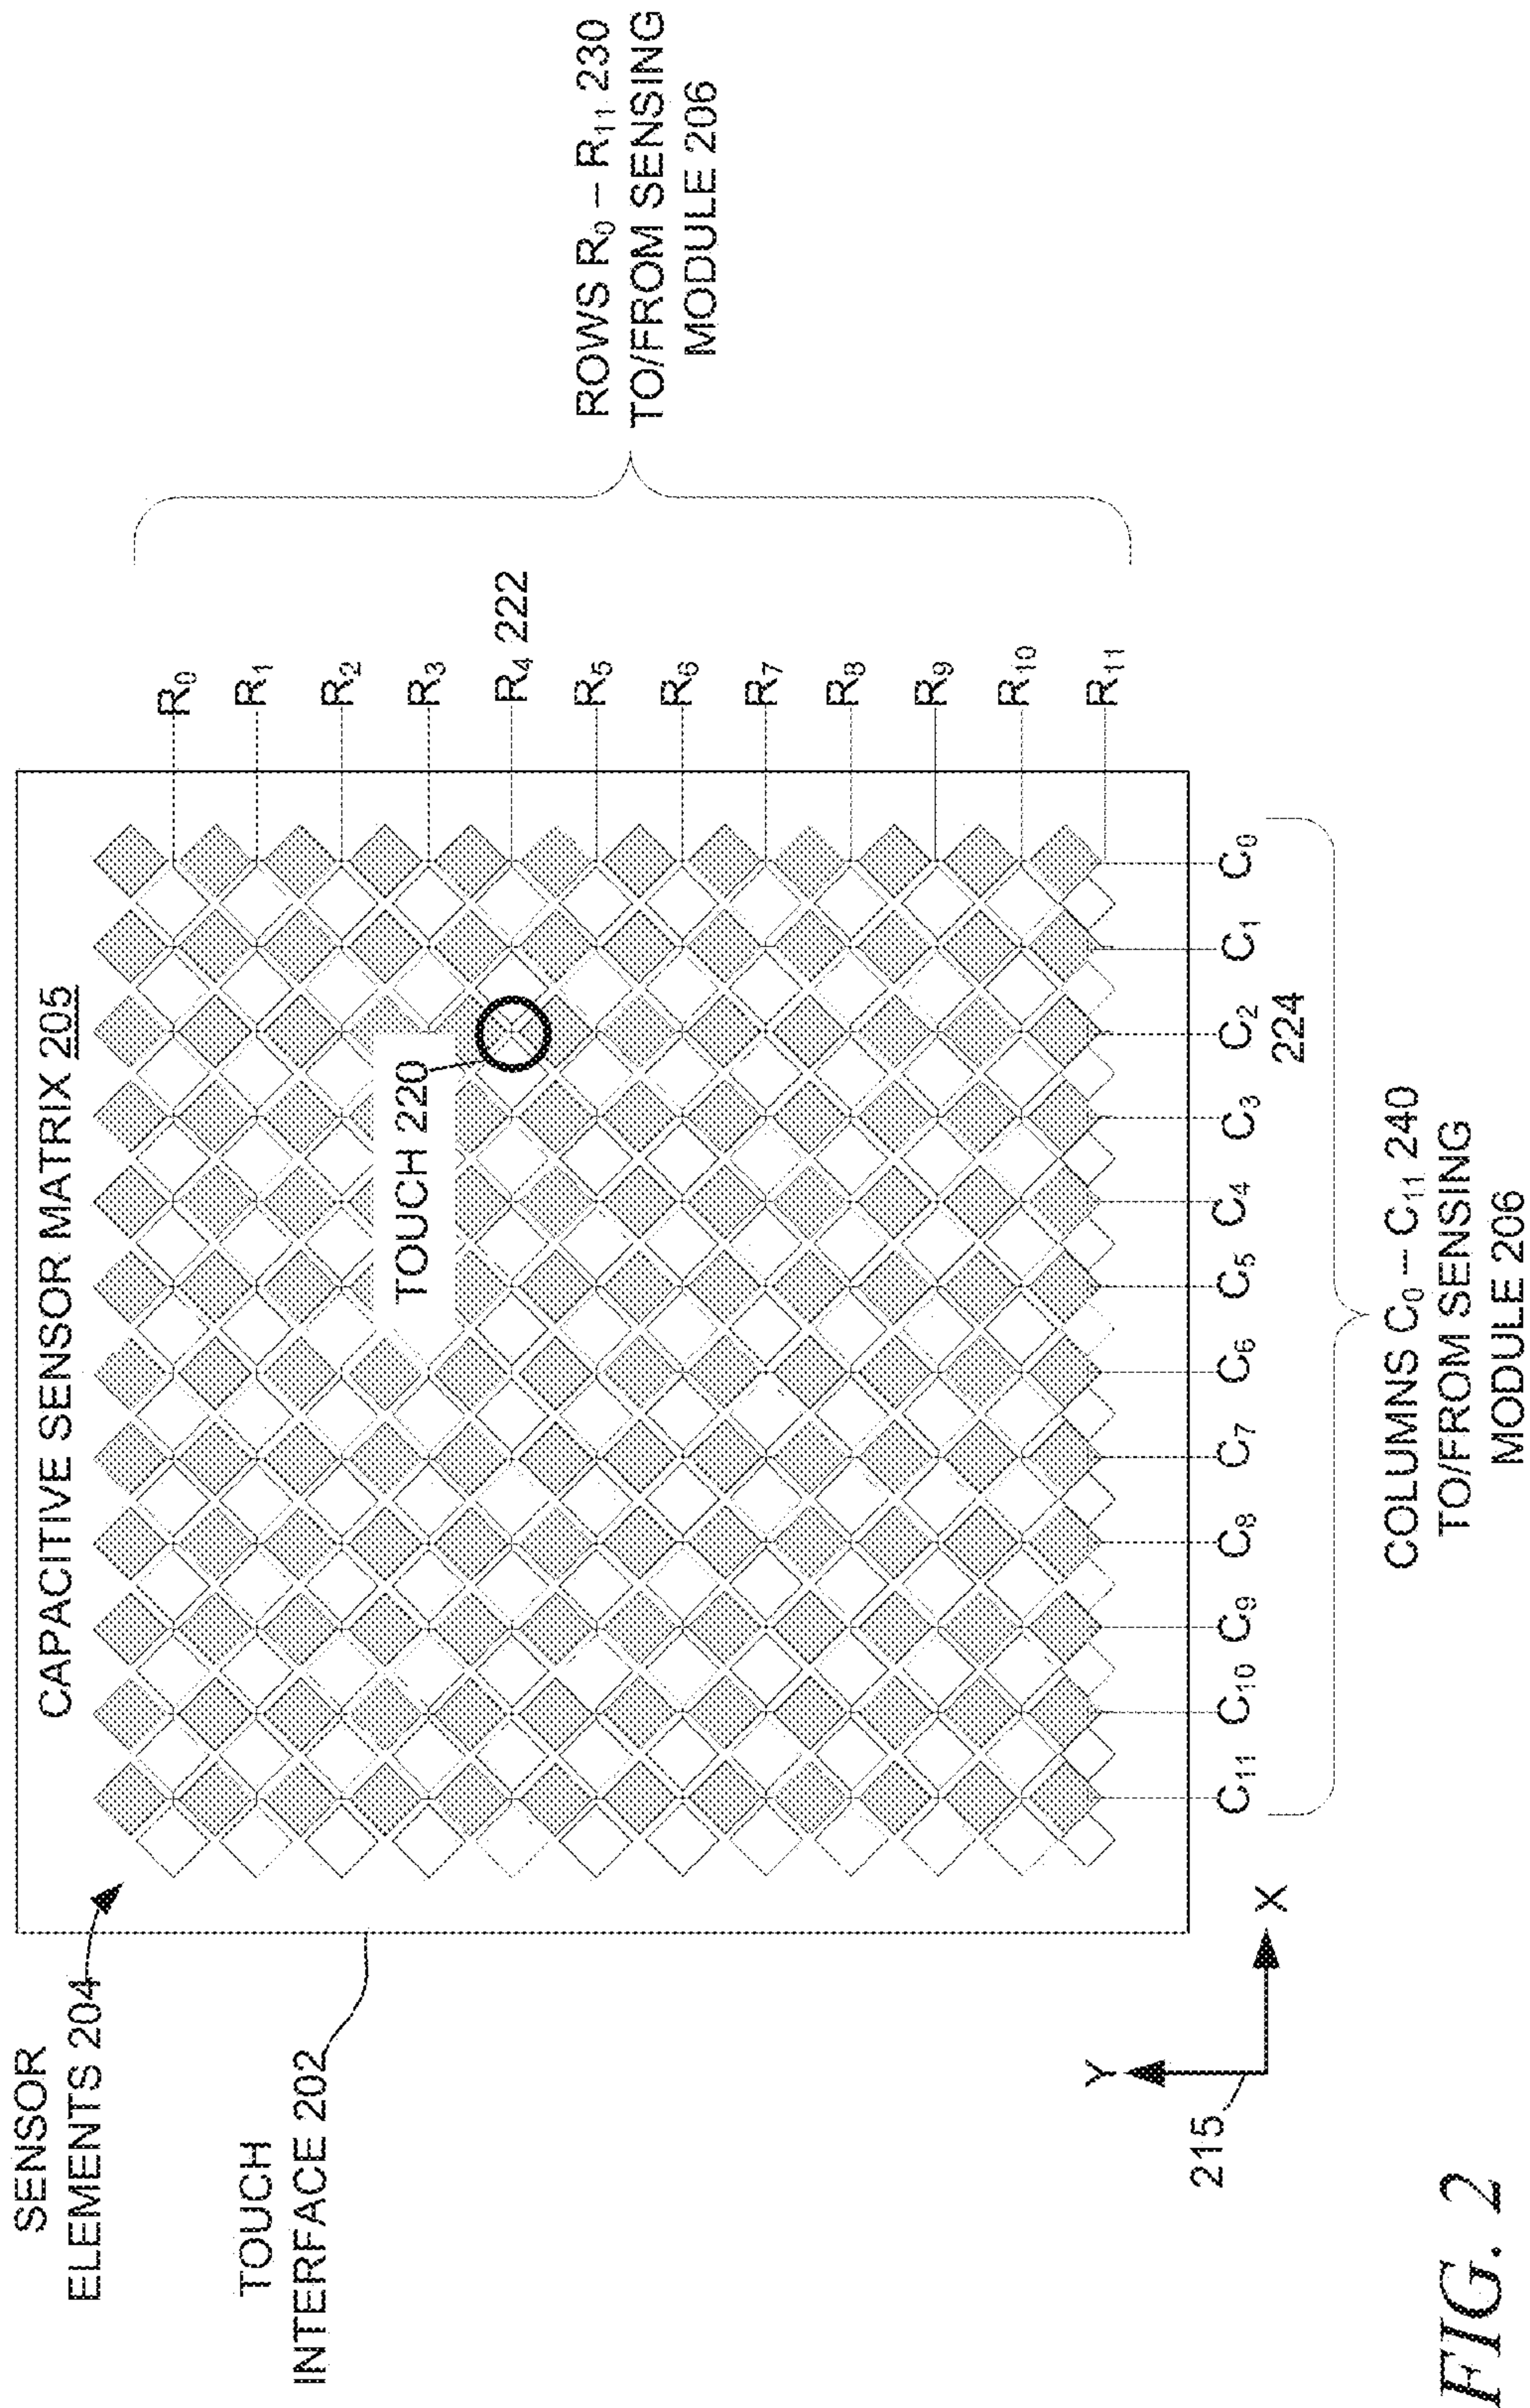 CAPACITIVE SENSOR MATRIX 205
SENSOR
ELEMENTS 204
TOUCH
INTERFACE 202
TOUCH 220
R0
R1
R2
R3
R4 222
R5
R6
R7
R8
R9
R10
R11
ROWS R0 – R11 230
TO/FROM SENSING
MODULE 206
C11 C10 C9 C8 C7 C6 C5 C4 C3 C2 C1 C0
224
COLUMNS C0 – C11 240
TO/FROM SENSING
MODULE 206
Y
X
215
FIG. 2